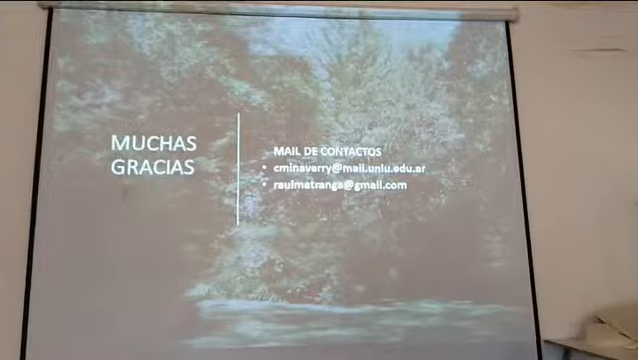 MUCHAS
GRACIAS
MAIL DE CONTACTOS
• cminaverry@mail.unlu.edu.ar
• raulmatranga@gmail.com